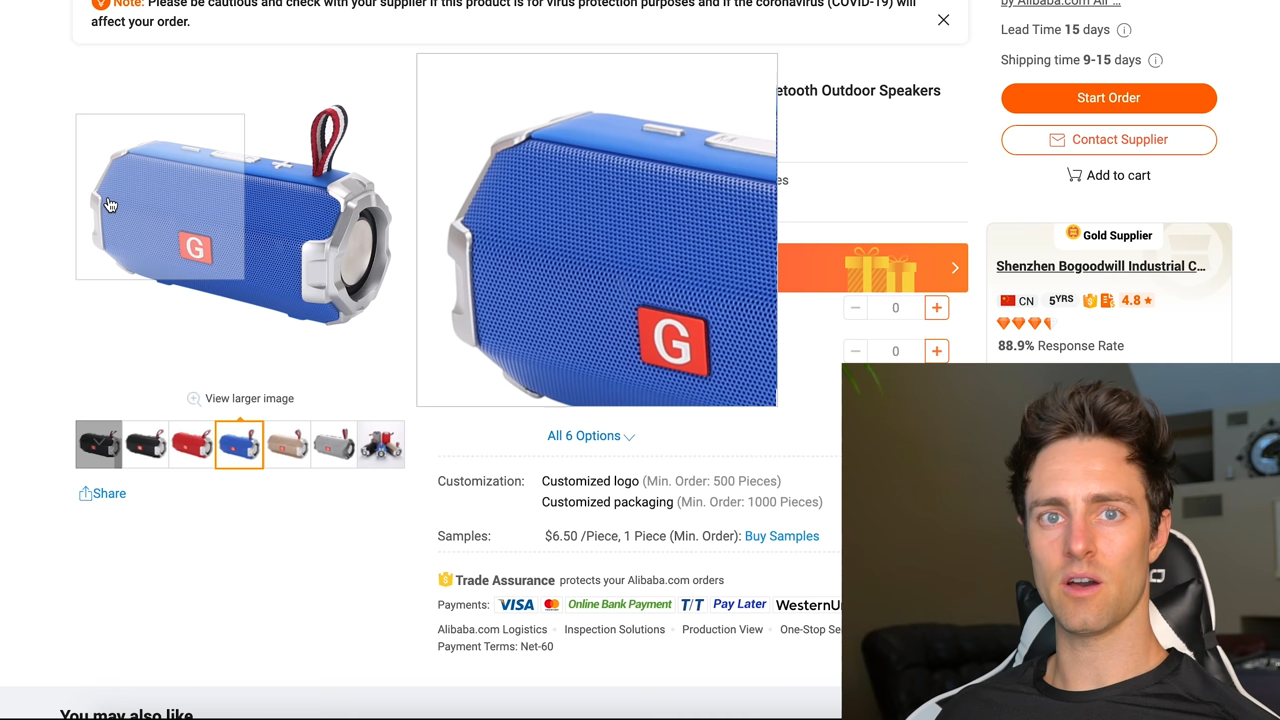 Note: Please be cautious and check with your supplier if this product is for virus protection purposes and if the coronavirus (COVID-19) will
affect your order.
by Alibaba.com Air ...
Lead Time 15 days
Shipping time 9-15 days
Start Order
Contact Supplier
Add to cart
Outdoor Speakers
G
G
0
0
View larger image
Share
All 6 Options
Customization: Customized logo (Min. Order: 500 Pieces)
Customized packaging (Min. Order: 1000 Pieces)
Samples: $6.50 /Piece, 1 Piece (Min. Order): Buy Samples
Trade Assurance protects your Alibaba.com orders
Payments: VISA Online Bank Payment T/T Pay Later WesternU
Alibaba.com Logistics Inspection Solutions Production View One-Stop Se
Payment Terms: Net-60
Gold Supplier
Shenzhen Bogoodwill Industrial C...
CN 5YRS 4.8
88.9% Response Rate
You may also like